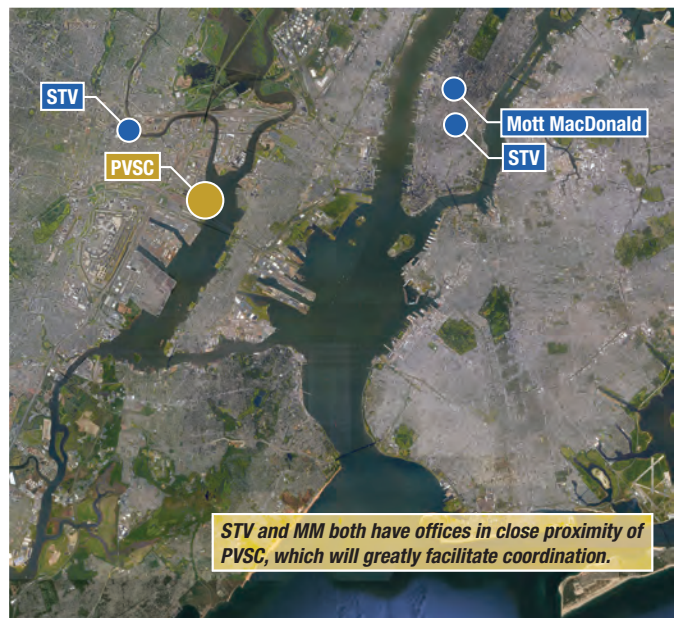 STV
Mott MacDonald
STV
PVSC
STV and MM both have offices in close proximity of
PVSC, which will greatly facilitate coordination.